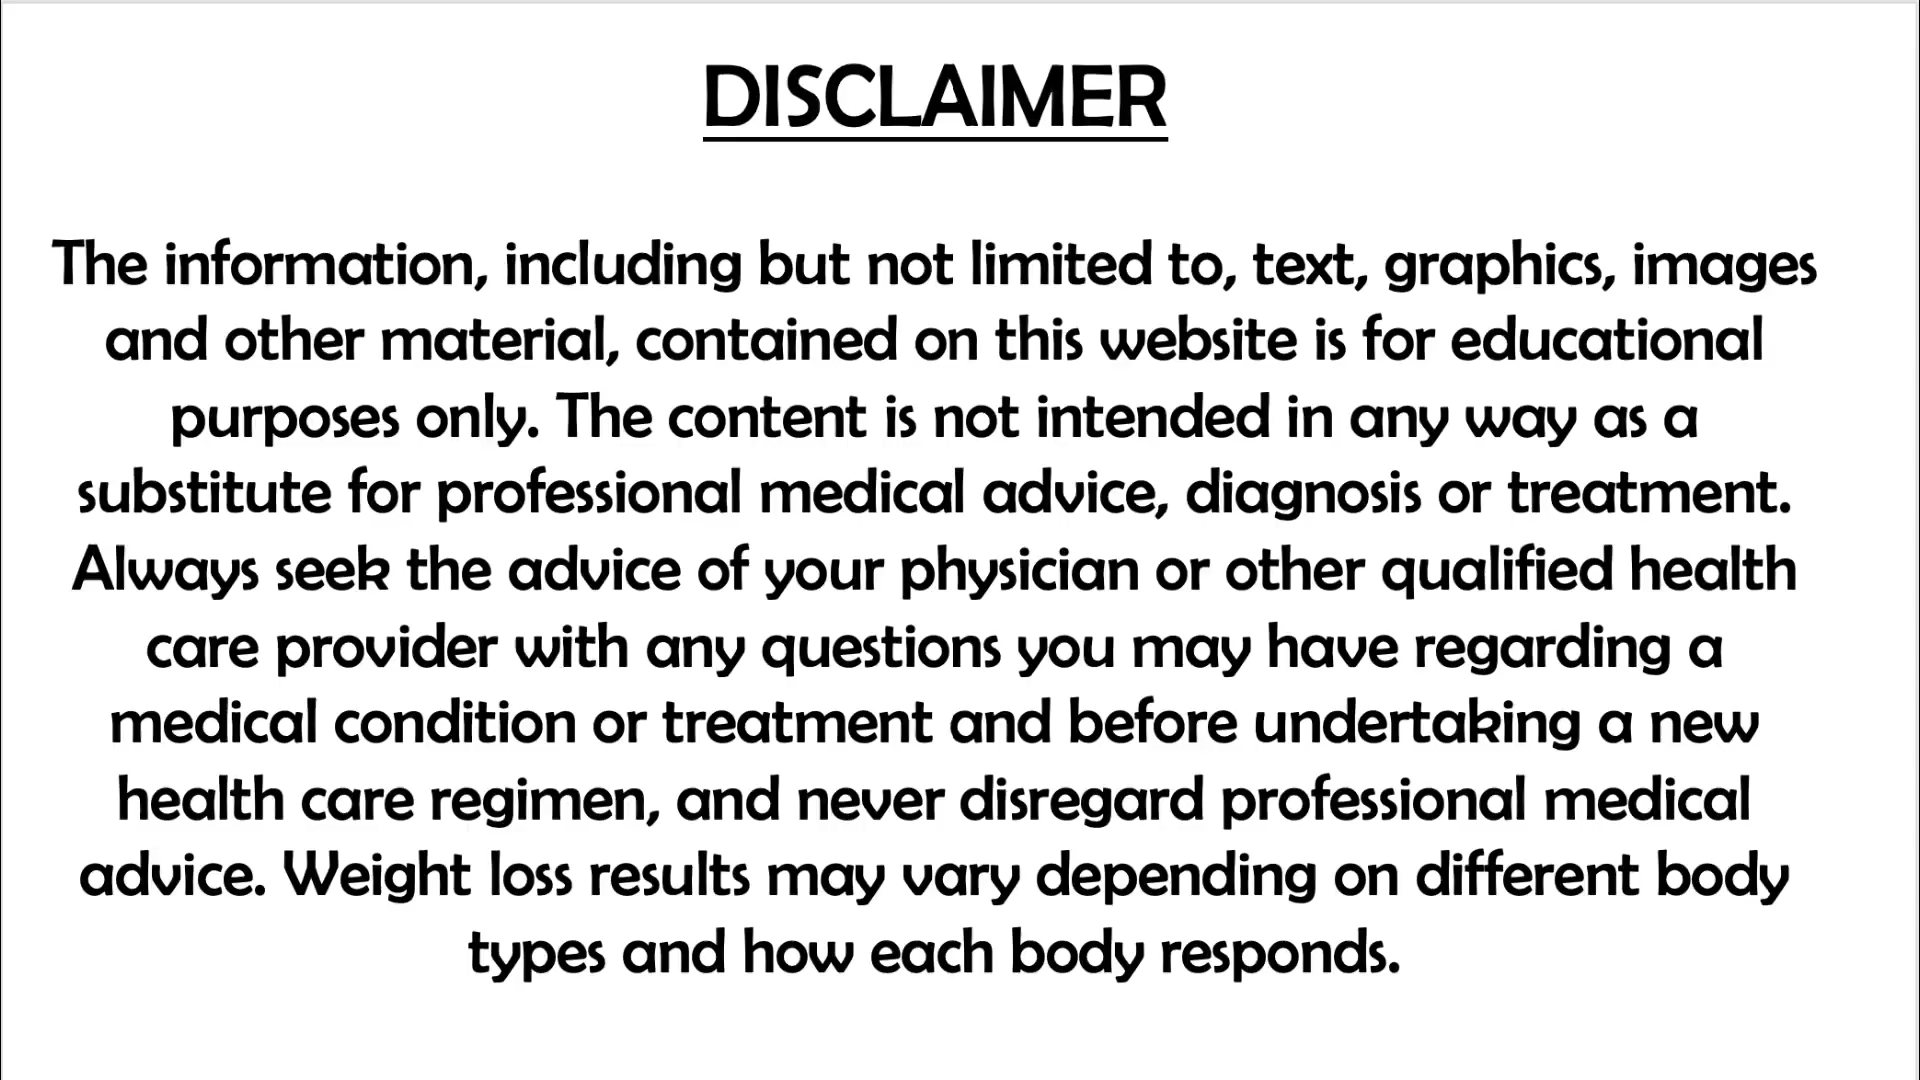 DISCLAIMER
The information, including but not limited to, text, graphics, images
and other material, contained on this website is for educational
purposes only. The content is not intended in any way as a
substitute for professional medical advice, diagnosis or treatment.
Always seek the advice of your physician or other qualified health
care provider with any questions you may have regarding a
medical condition or treatment and before undertaking a new
health care regimen, and never disregard professional medical
advice. Weight loss results may vary depending on different body
types and how each body responds.